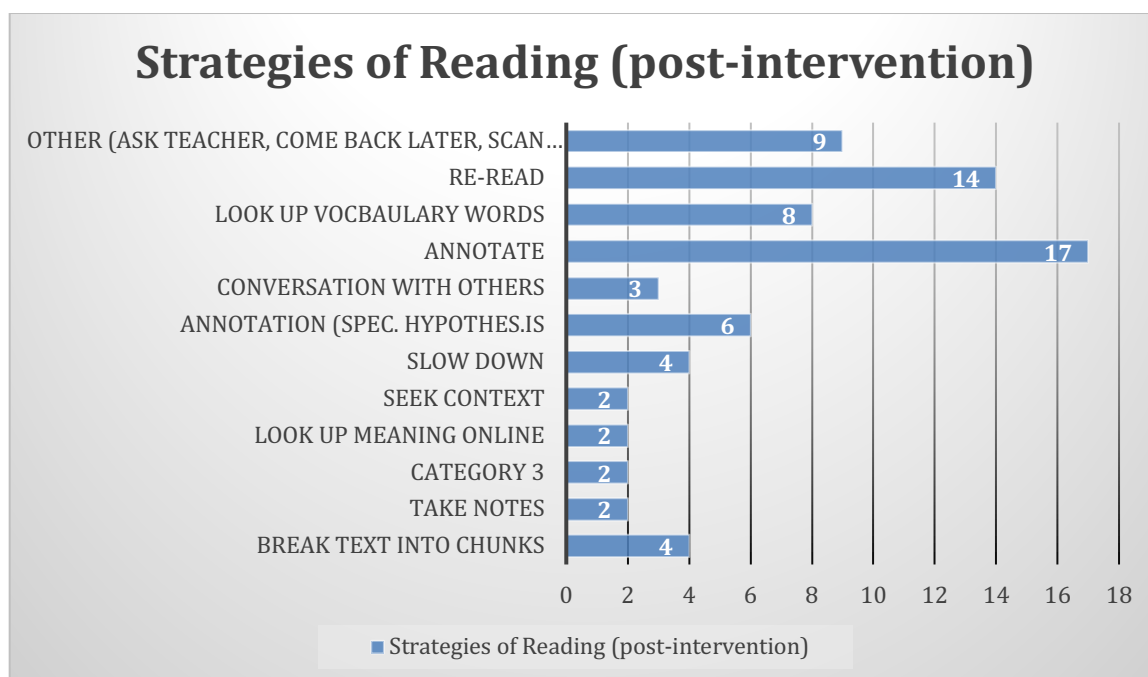 Strategies of Reading (post-intervention)
OTHER (ASK TEACHER, COME BACK LATER, SCAN… 9
RE-READ 14
LOOK UP VOCBAULARY WORDS 8
ANNOTATE 17
CONVERSATION WITH OTHERS 3
ANNOTATION (SPEC. HYPOTHES.IS 6
SLOW DOWN 4
SEEK CONTEXT 2
LOOK UP MEANING ONLINE 2
CATEGORY 3 2
TAKE NOTES 2
BREAK TEXT INTO CHUNKS 4
0 2 4 6 8 10 12 14 16 18
Strategies of Reading (post-intervention)